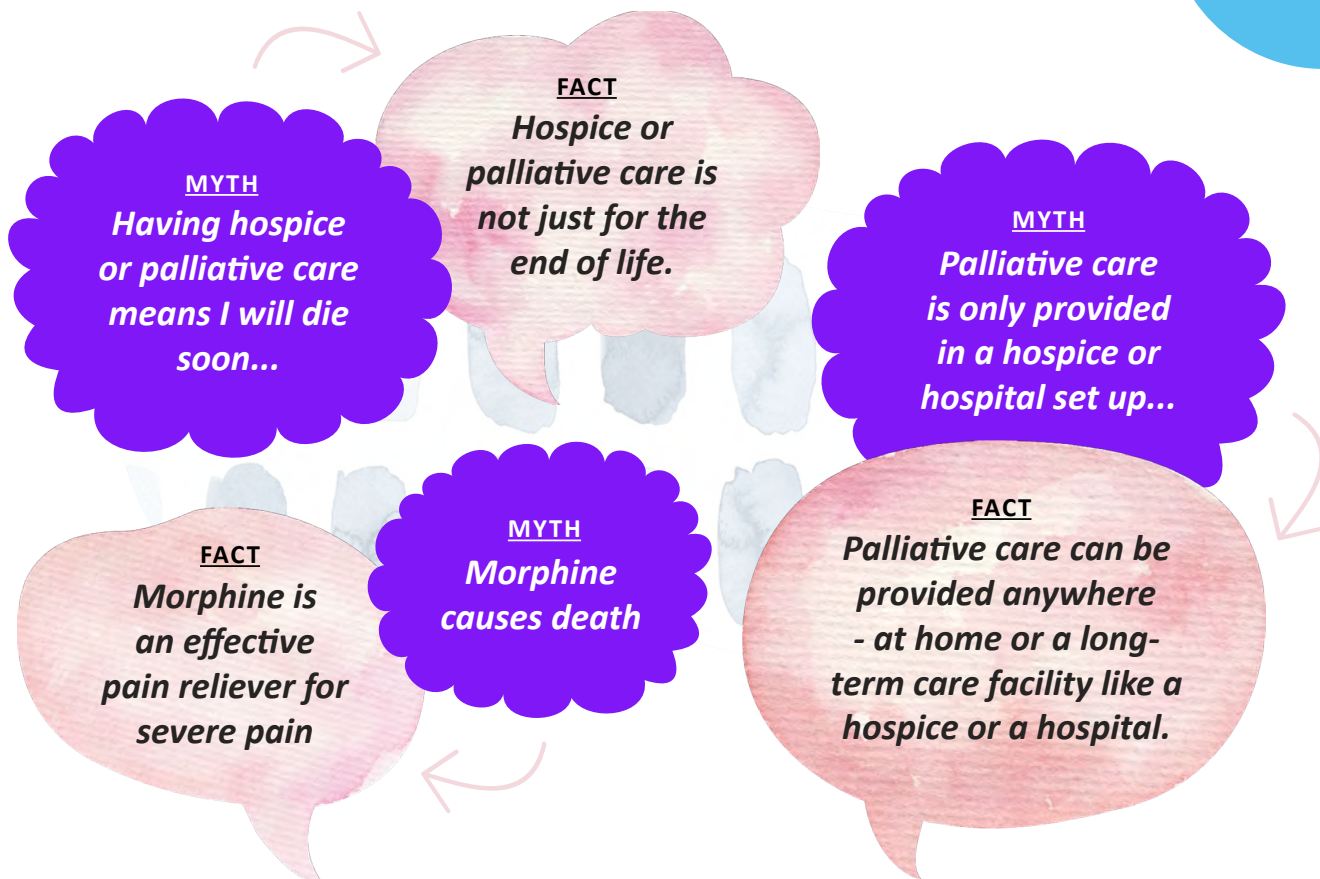 MYTH
Having hospice
or palliative care
means I will die
soon...
FACT
Hospice or
palliative care is
not just for the
end of life.
MYTH
Palliative care
is only provided
in a hospice or
hospital set up...
FACT
Palliative care can be
provided anywhere
- at home or a long-
term care facility like a
hospice or a hospital.
MYTH
Morphine
causes death
FACT
Morphine is
an effective
pain reliever for
severe pain